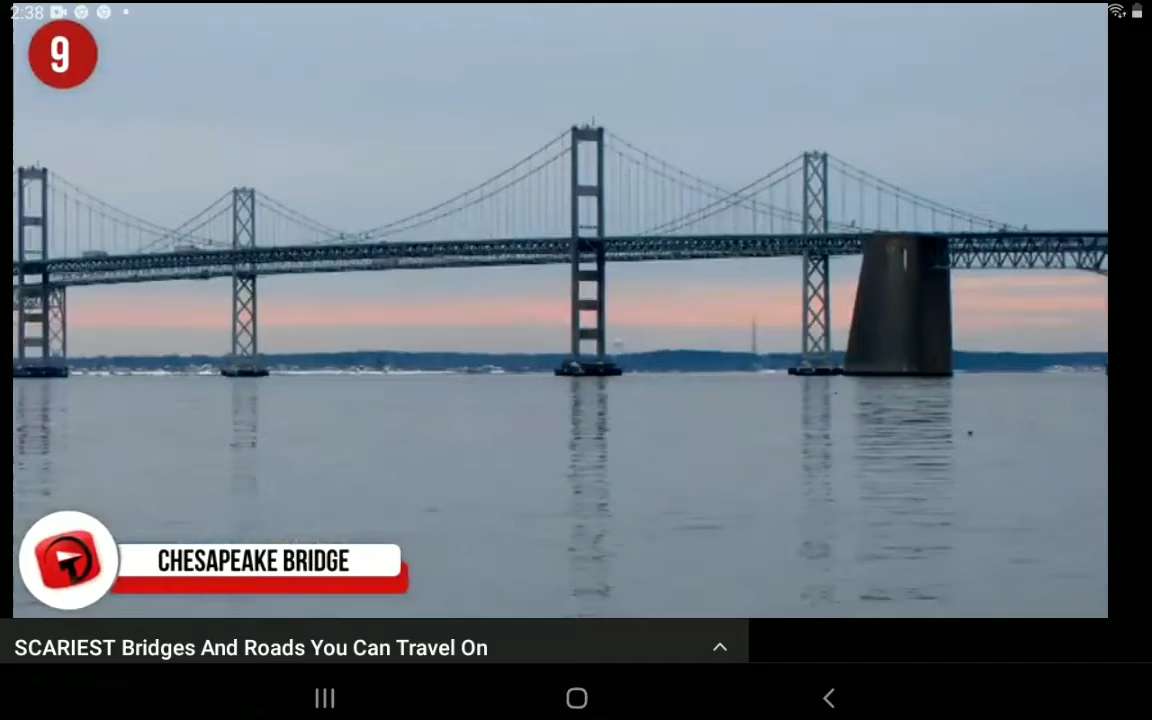 2:38
9
CHESAPEAKE BRIDGE
SCARIEST Bridges And Roads You Can Travel On